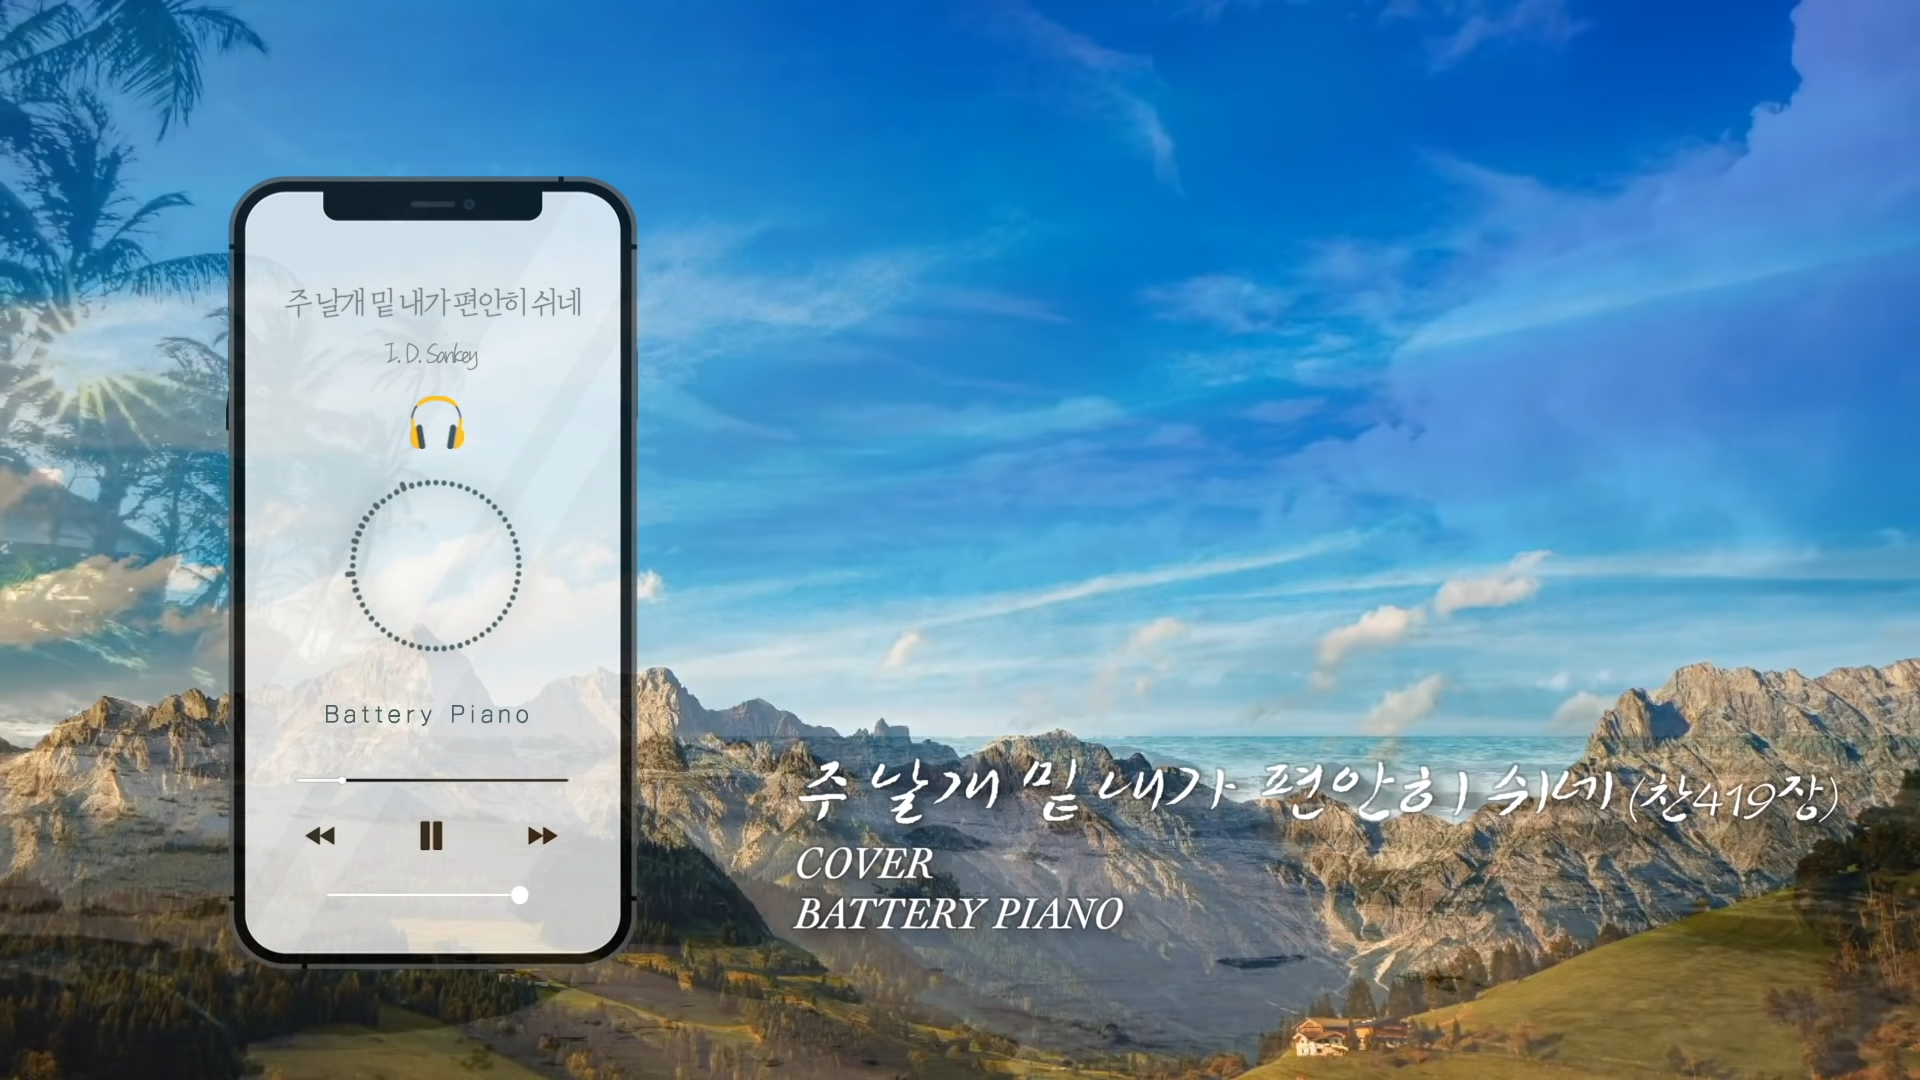 주 날개 밑 내가 편안히 쉬네
I. D. Sankey
Battery Piano
주 날개 밑 내가 편안히 쉬네 (찬419장)
COVER
BATTERY PIANO